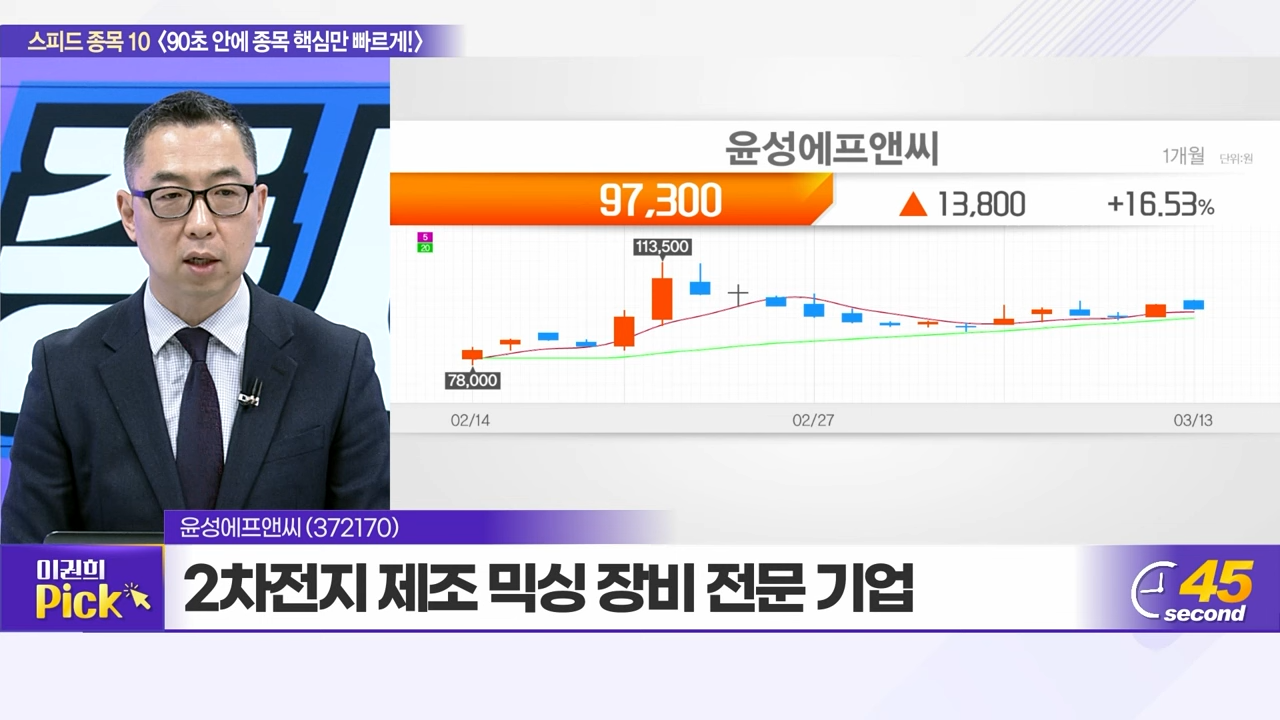 스피드 종목 10 〈90초 안에 종목 핵심만 빠르게!〉
윤성에프앤씨
1개월 단위:원
97,300 ▲ 13,800 +16.53%
5
20
113,500
78,000
02/14 02/27 03/13
윤성에프앤씨 (372170)
이권희
Pick
2차전지 제조 믹싱 장비 전문 기업
45
second